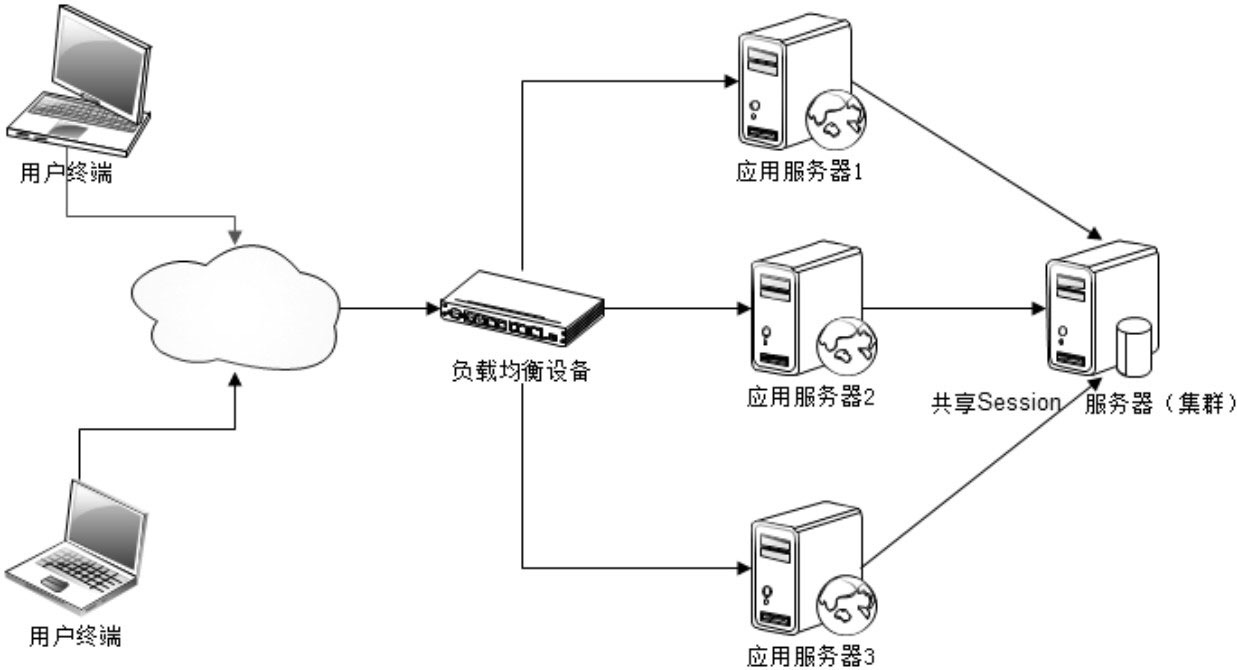 用户终端
应用服务器1
负载均衡设备
应用服务器2
共享Session 服务器（集群）
用户终端
应用服务器3